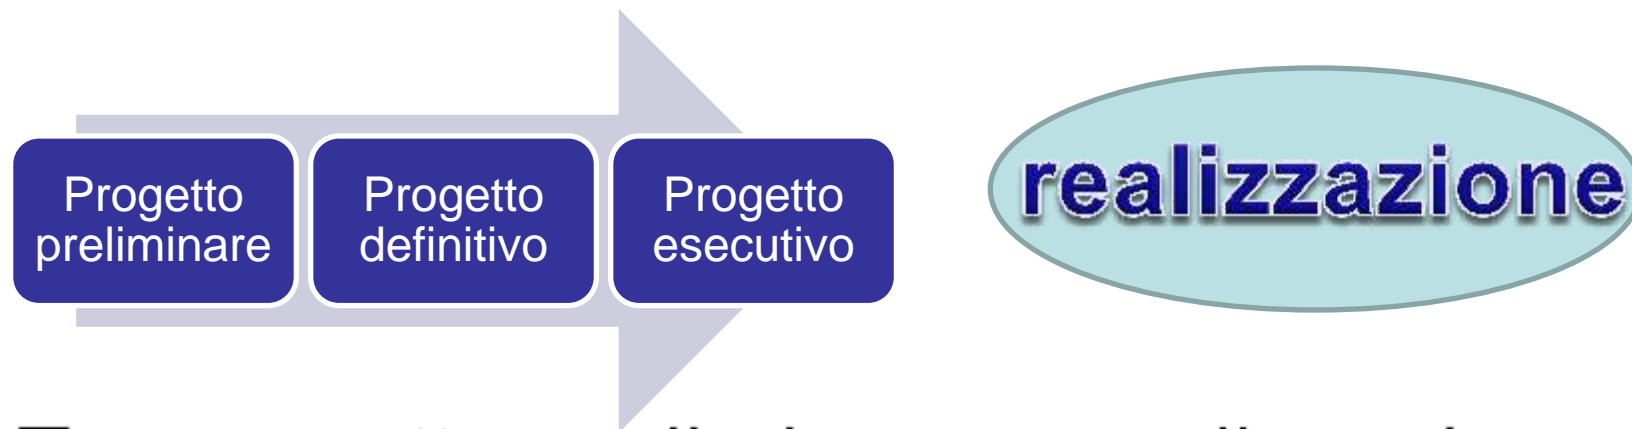 Progetto
preliminare
Progetto
definitivo
Progetto
esecutivo
realizzazione